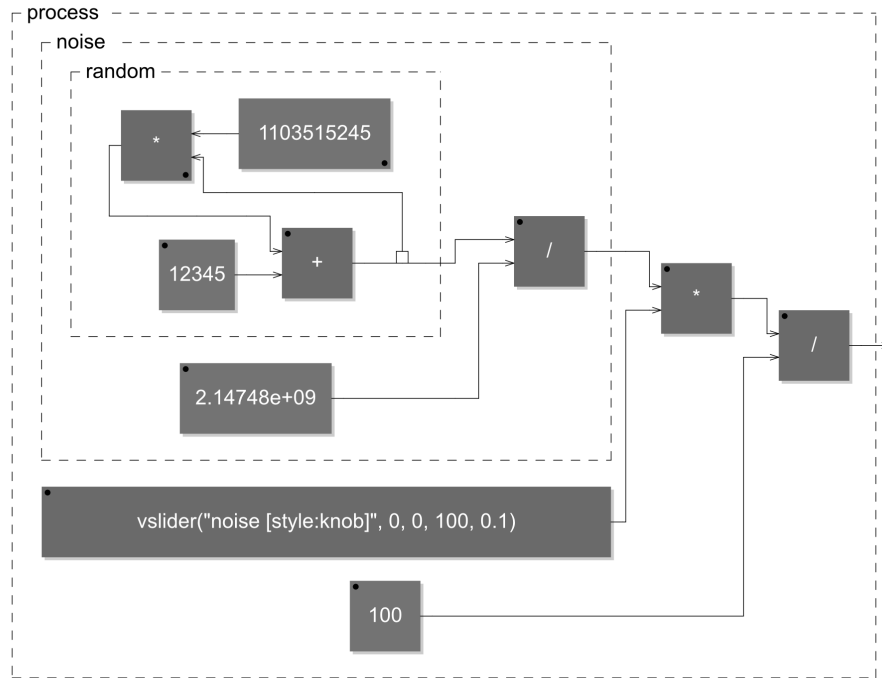 process
noise
random
*
1103515245
12345
+
/
*
/
2.14748e+09
vslider("noise [style:knob]", 0, 0, 100, 0.1)
100